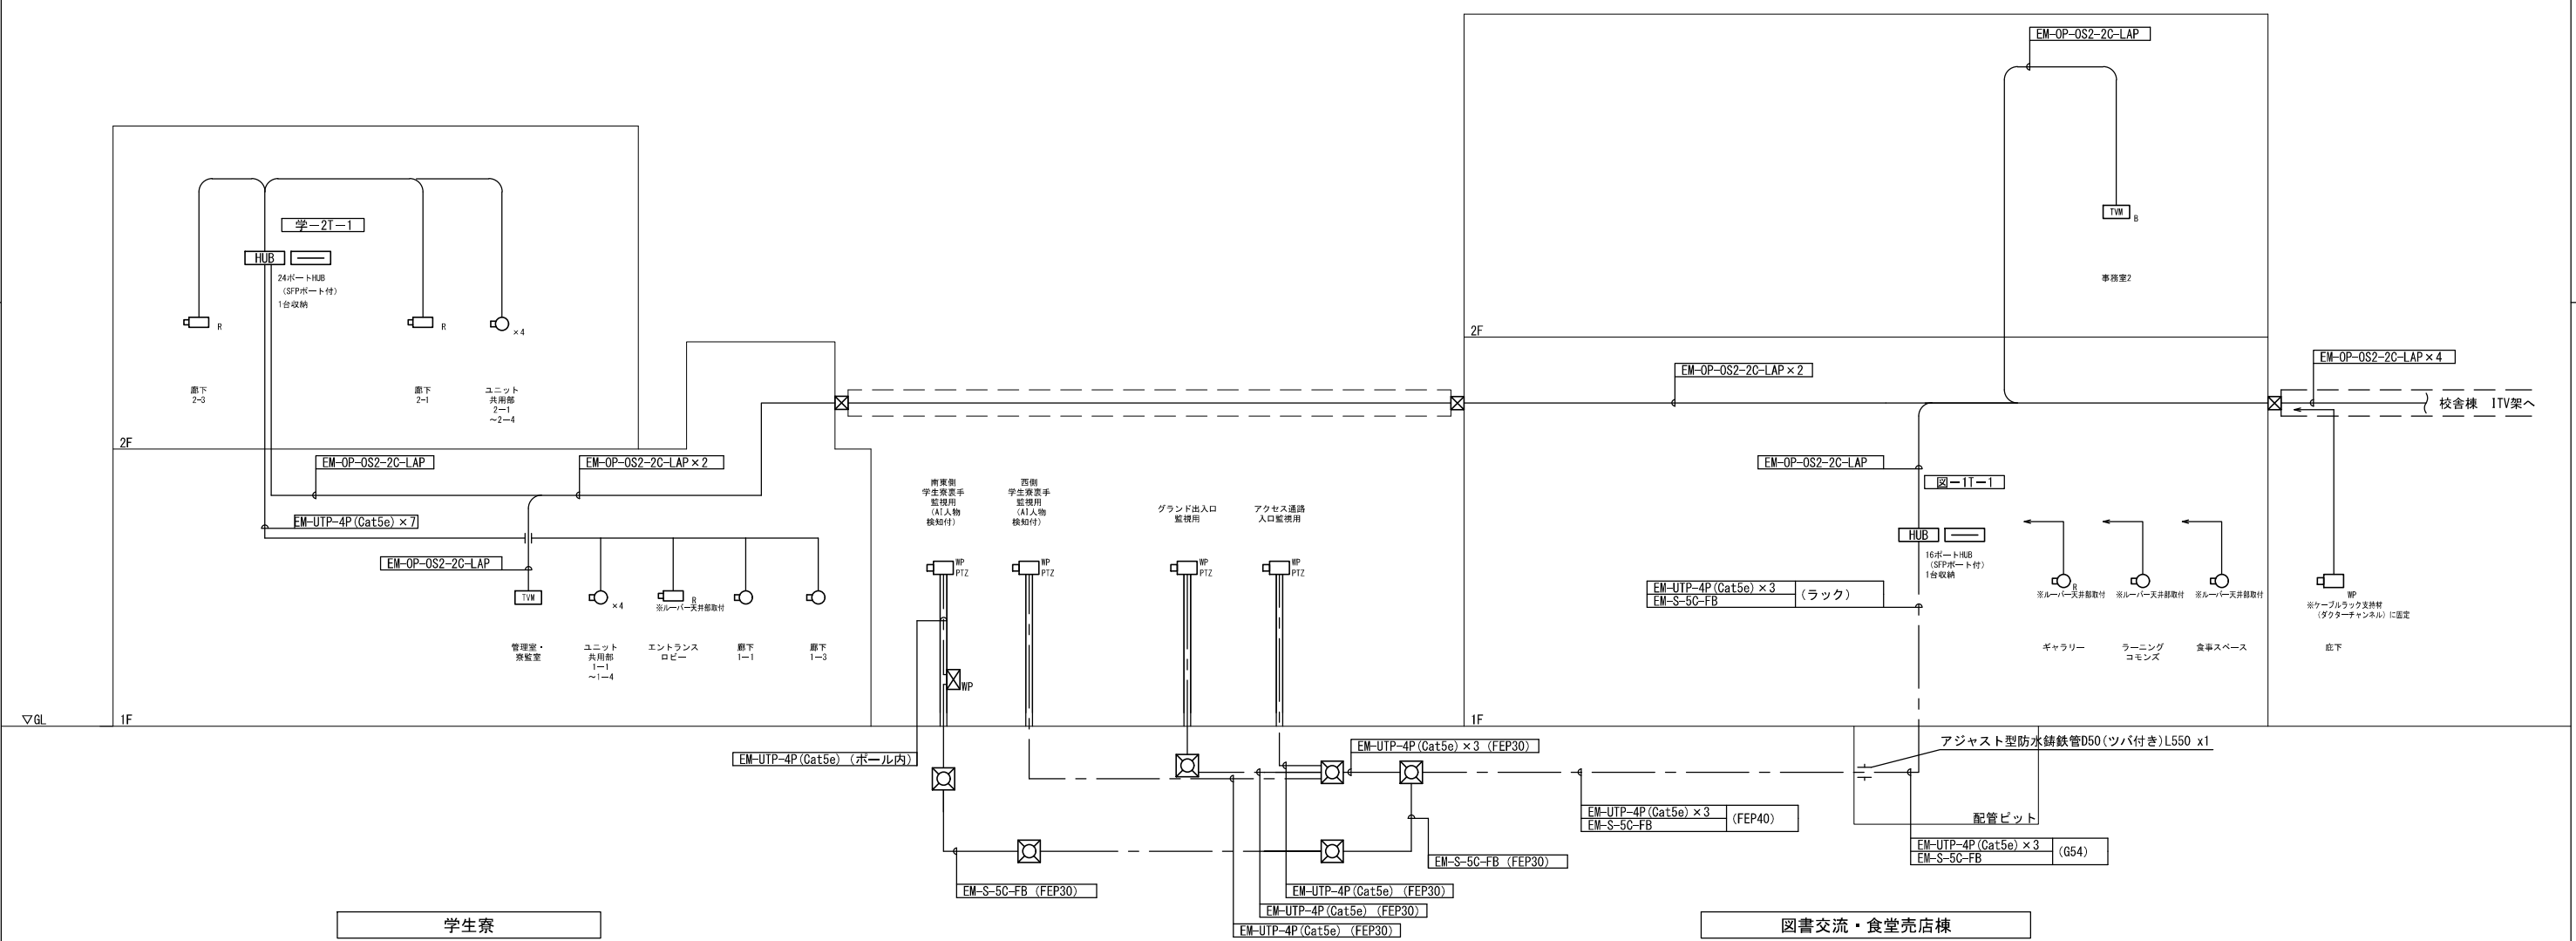 EM-OP-OS2-2C-LAP
学－2T－1
HUB
24ポートHUB
（SFPポート付）
1台収納
R
R
×4
廊下
2-3
廊下
2-1
ユニット
共用部
2－1
～2－4
TVM
B
事務室2
2F
2F
EM-OP-OS2-2C-LAP×2
EM-OP-OS2-2C-LAP×4
校舎棟　ITV架へ
EM-OP-OS2-2C-LAP
EM-OP-OS2-2C-LAP×2
EM-UTP-4P(Cat5e)×7
EM-OP-OS2-2C-LAP
TVM
×4
R
※ルーバー天井部取付
管理室・
寮監室
ユニット
共用部
1－1
～1－4
エントランス
ロビー
廊下
1－1
廊下
1－3
南東側
学生寮裏手
監視用
（AI人物
検知付）
西側
学生寮裏手
監視用
（AI人物
検知付）
グランド出入口
監視用
アクセス通路
入口監視用
WP
PTZ
WP
PTZ
WP
PTZ
WP
PTZ
WP
EM-OP-OS2-2C-LAP
図－1T－1
HUB
16ポートHUB
（SFPポート付）
1台収納
EM-UTP-4P(Cat5e)×3
EM-S-5C-FB
（ラック）
R
※ルーバー天井部取付
※ルーバー天井部取付
※ルーバー天井部取付
WP
※ケーブルラック支持材
（ダクターチャンネル）に固定
ギャラリー
ラーニング
コモンズ
食事スペース
庇下
▽GL
1F
1F
EM-UTP-4P(Cat5e)（ポール内）
EM-UTP-4P(Cat5e)×3（FEP30）
アジャスト型防水鋳鉄管D50(ツバ付き)L550 x1
EM-UTP-4P(Cat5e)×3
EM-S-5C-FB
（FEP40）
配管ピット
EM-UTP-4P(Cat5e)×3
EM-S-5C-FB
（G54）
EM-S-5C-FB（FEP30）
EM-S-5C-FB（FEP30）
EM-UTP-4P(Cat5e)（FEP30）
EM-UTP-4P(Cat5e)（FEP30）
EM-UTP-4P(Cat5e)（FEP30）
学生寮
図書交流・食堂売店棟